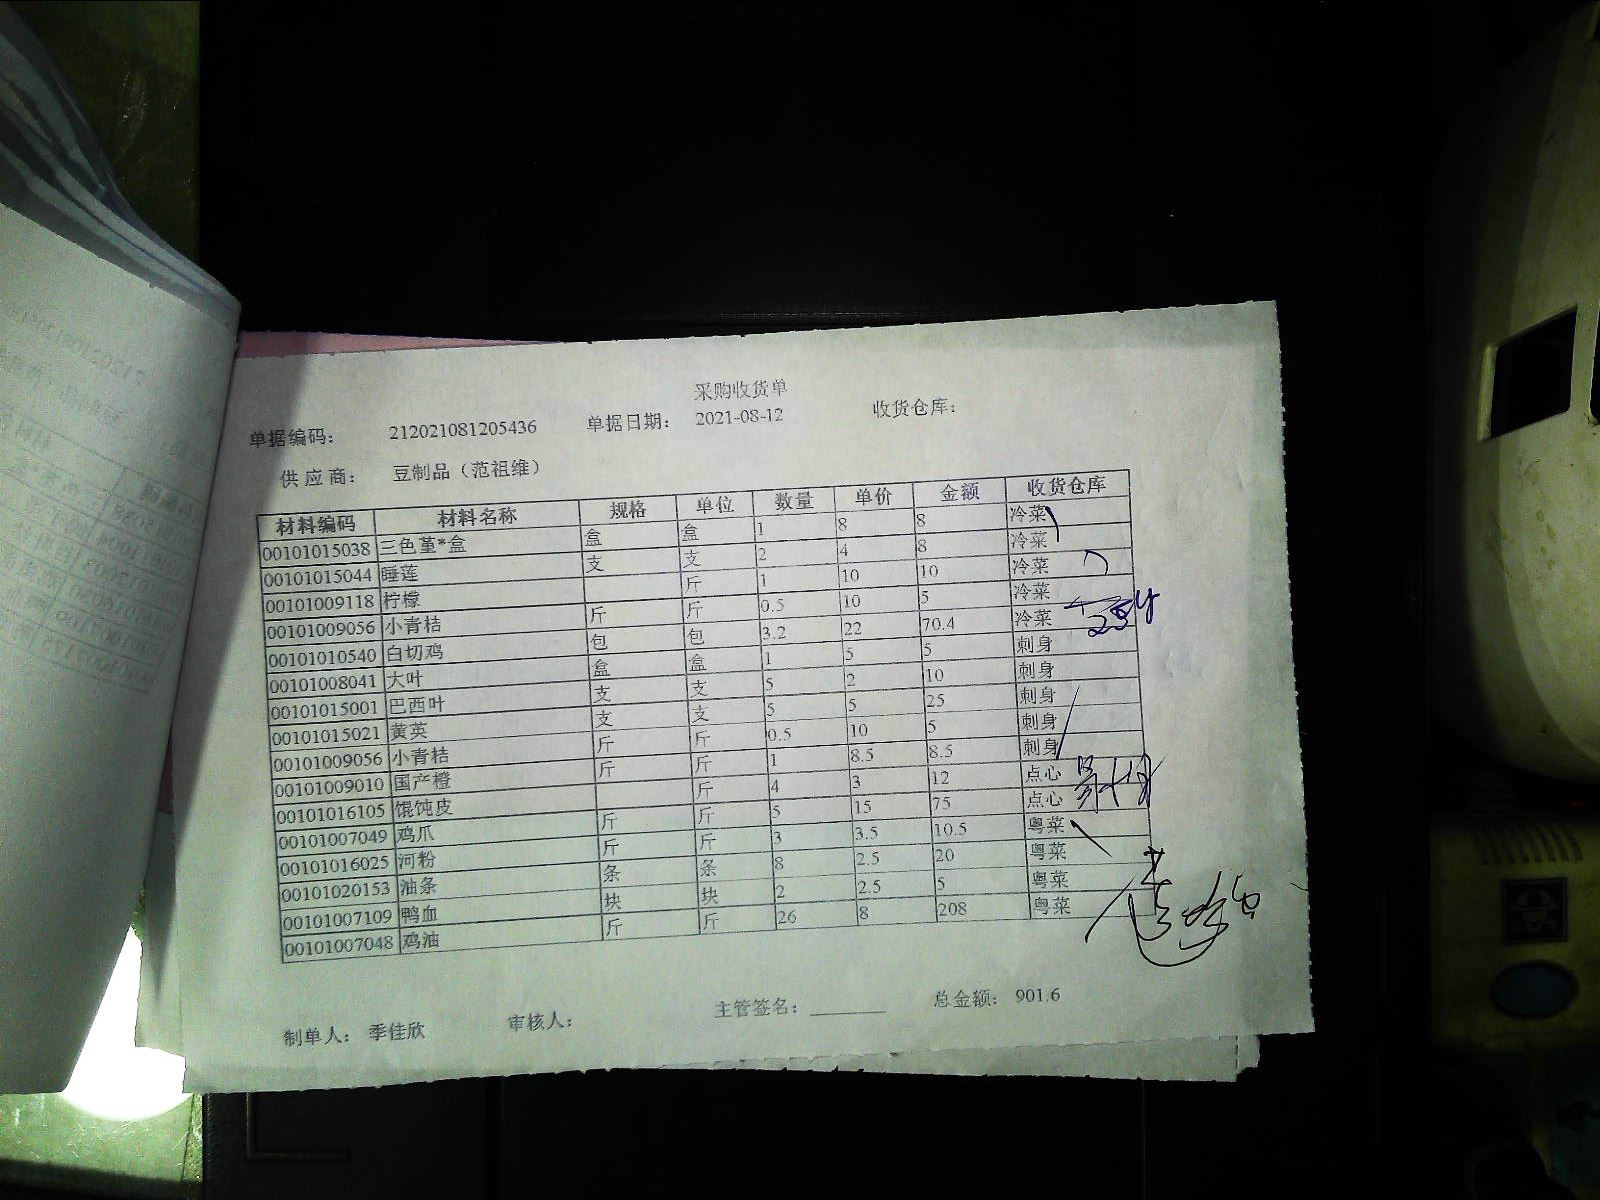 采购收货单
单据编码： 212021081205436 单据日期： 2021-08-12 收货仓库：
供应商： 豆制品（范祖维）
材料编码 材料名称 规格 单位 数量 单价 金额 收货仓库
00101015038 三色堇*盒 盒 盒 1 8 8 冷菜
00101015044 睡莲 支 支 2 4 8 冷菜
00101009118 柠檬 斤 1 10 10 冷菜
00101009056 小青桔 斤 斤 0.5 10 5 冷菜
00101010540 白切鸡 包 包 3.2 22 70.4 冷菜
00101008041 大叶 盒 盒 1 5 5 刺身
00101015001 巴西叶 支 支 5 2 10 刺身
00101015021 黄英 支 支 5 5 25 刺身
00101009056 小青桔 斤 斤 0.5 10 5 刺身
00101009010 国产橙 斤 斤 1 8.5 8.5 刺身
00101016105 馄饨皮 斤 4 3 12 点心
00101007049 鸡爪 斤 斤 5 15 75 点心
00101016025 河粉 斤 斤 3 3.5 10.5 粤菜
00101020153 油条 条 条 8 2.5 20 粤菜
00101007109 鸭血 块 块 2 2.5 5 粤菜
00101007048 鸡油 斤 斤 26 8 208 粤菜
制单人： 季佳欣 审核人： 主管签名： 总金额： 901.6